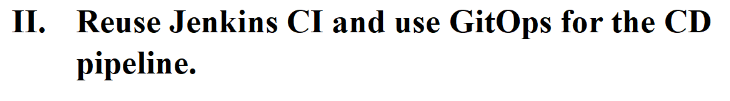 II. Reuse Jenkins CI and use GitOps for the CD
pipeline.